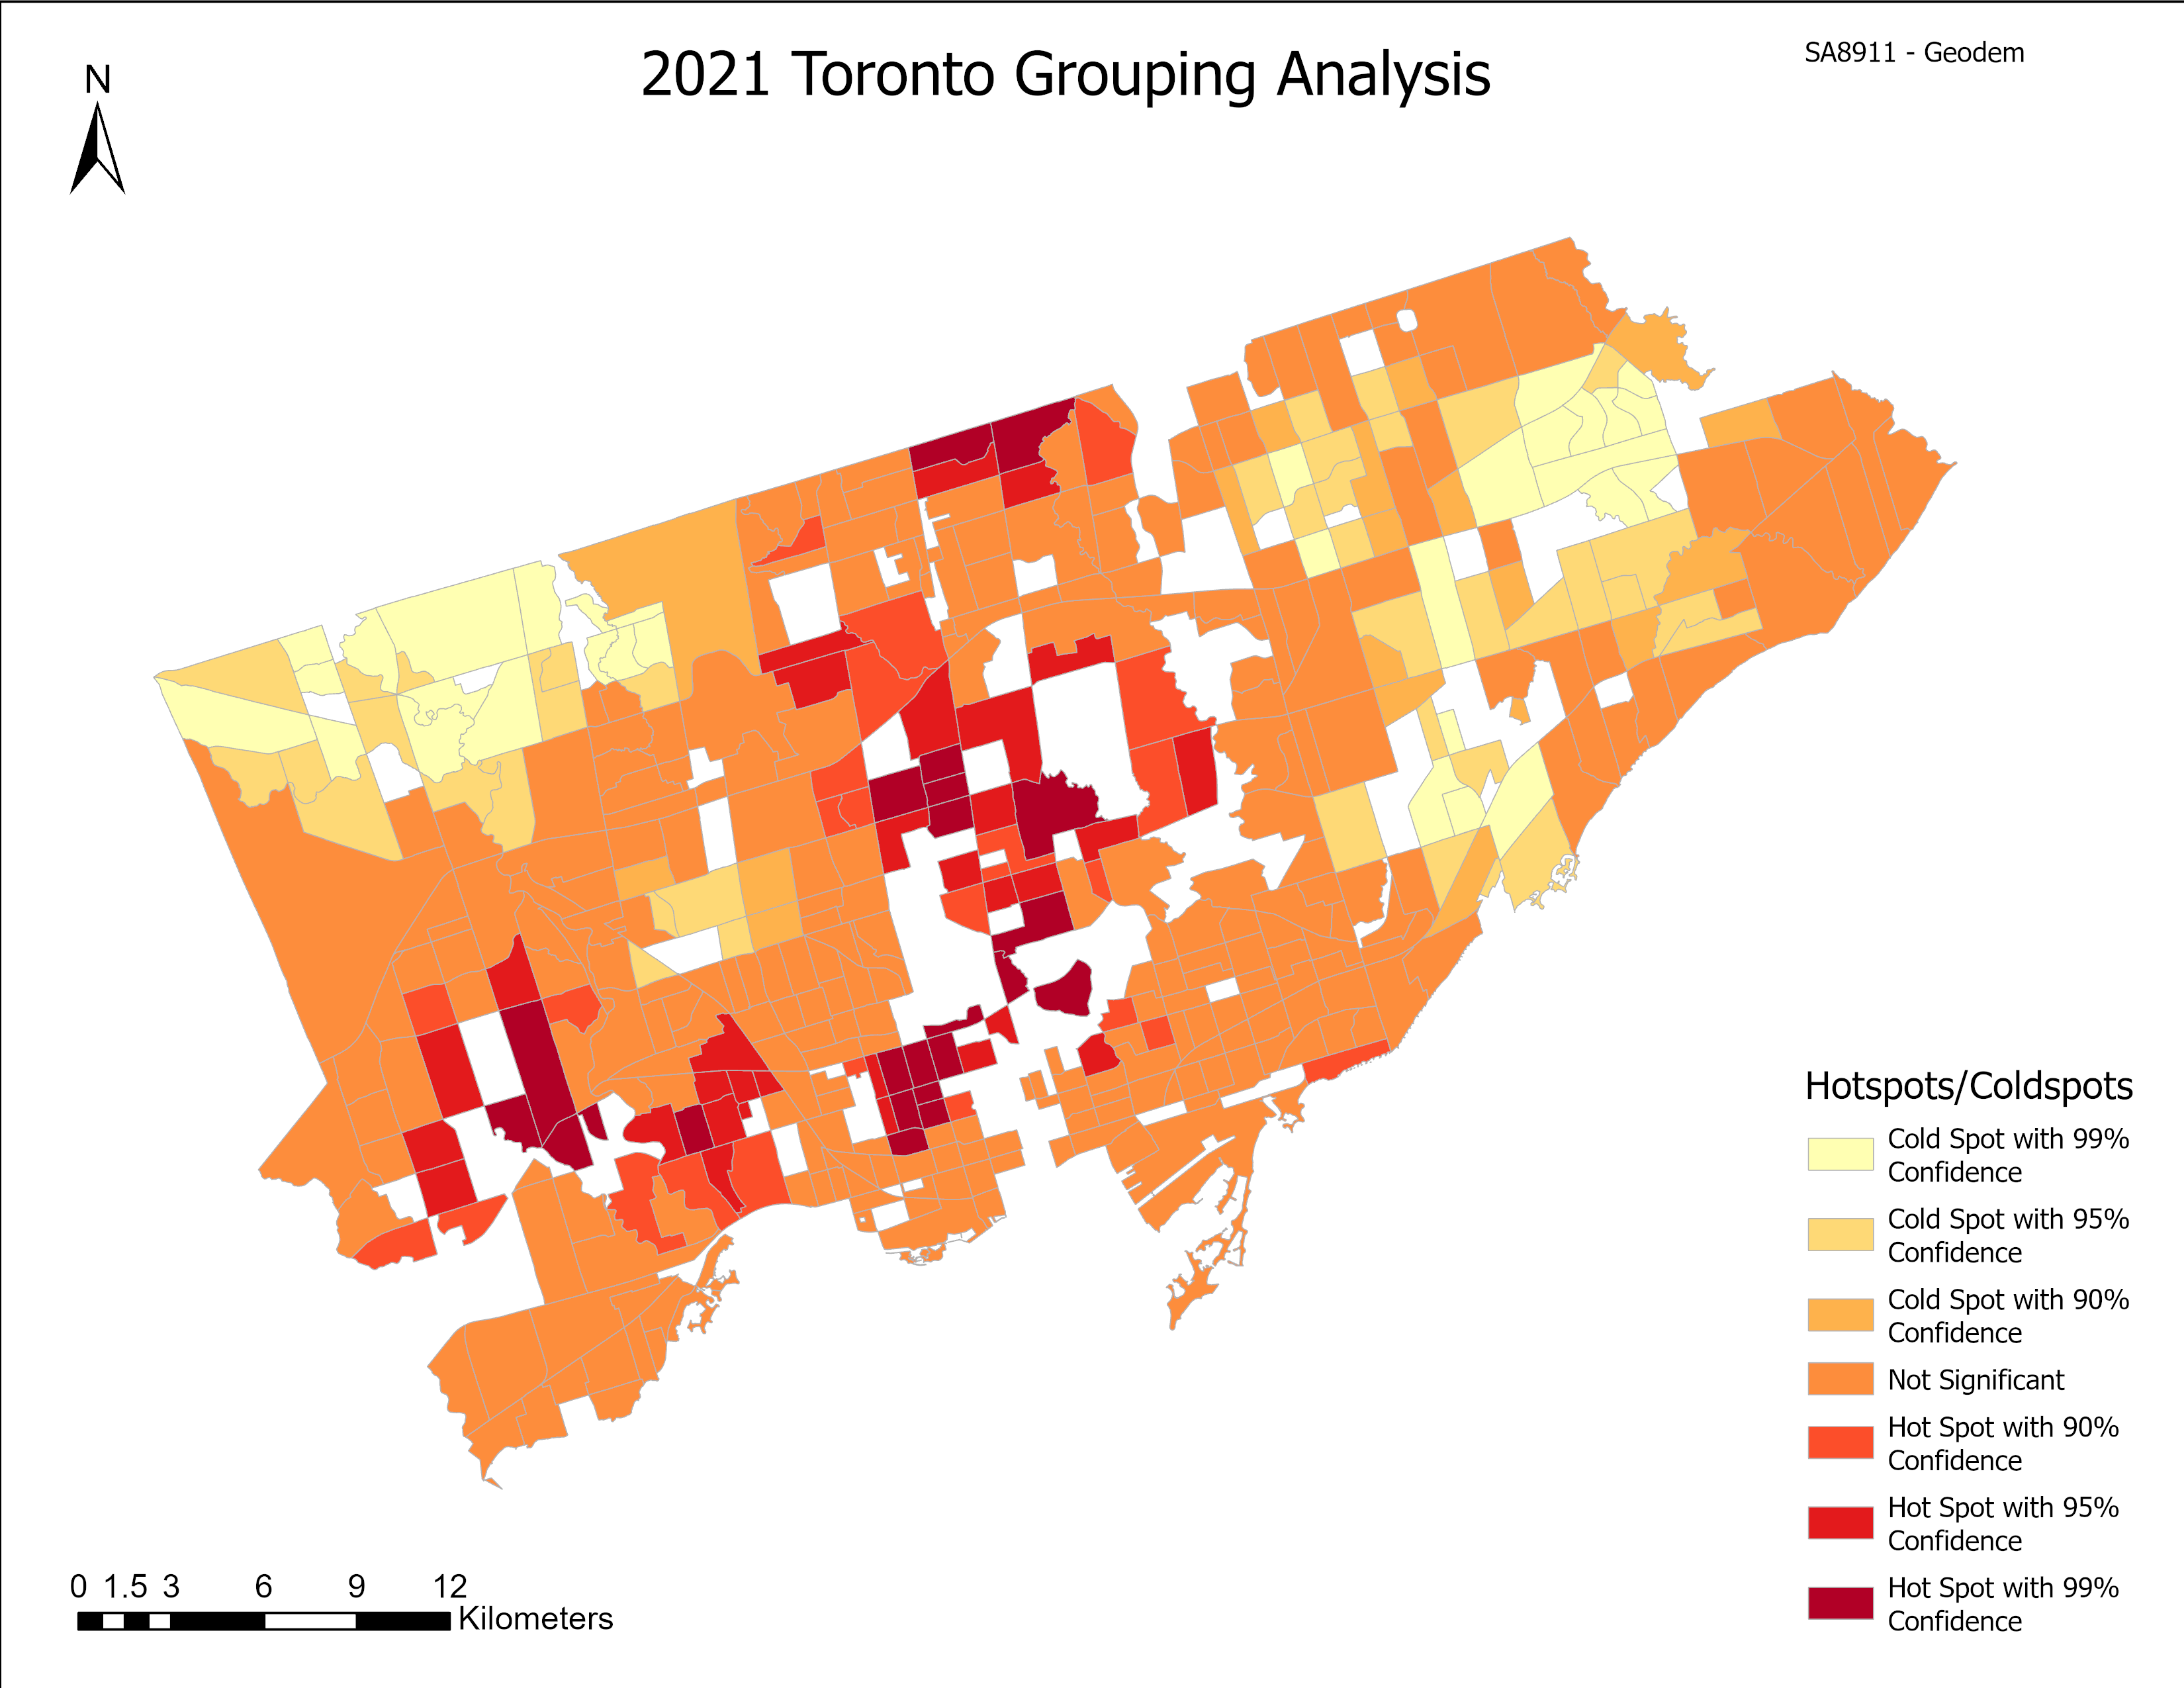 2021 Toronto Grouping Analysis
SA8911 - Geodem
N
Hotspots/Coldspots
Cold Spot with 99%
Confidence
Cold Spot with 95%
Confidence
Cold Spot with 90%
Confidence
Not Significant
Hot Spot with 90%
Confidence
Hot Spot with 95%
Confidence
Hot Spot with 99%
Confidence
0 1.5 3 6 9 12
Kilometers